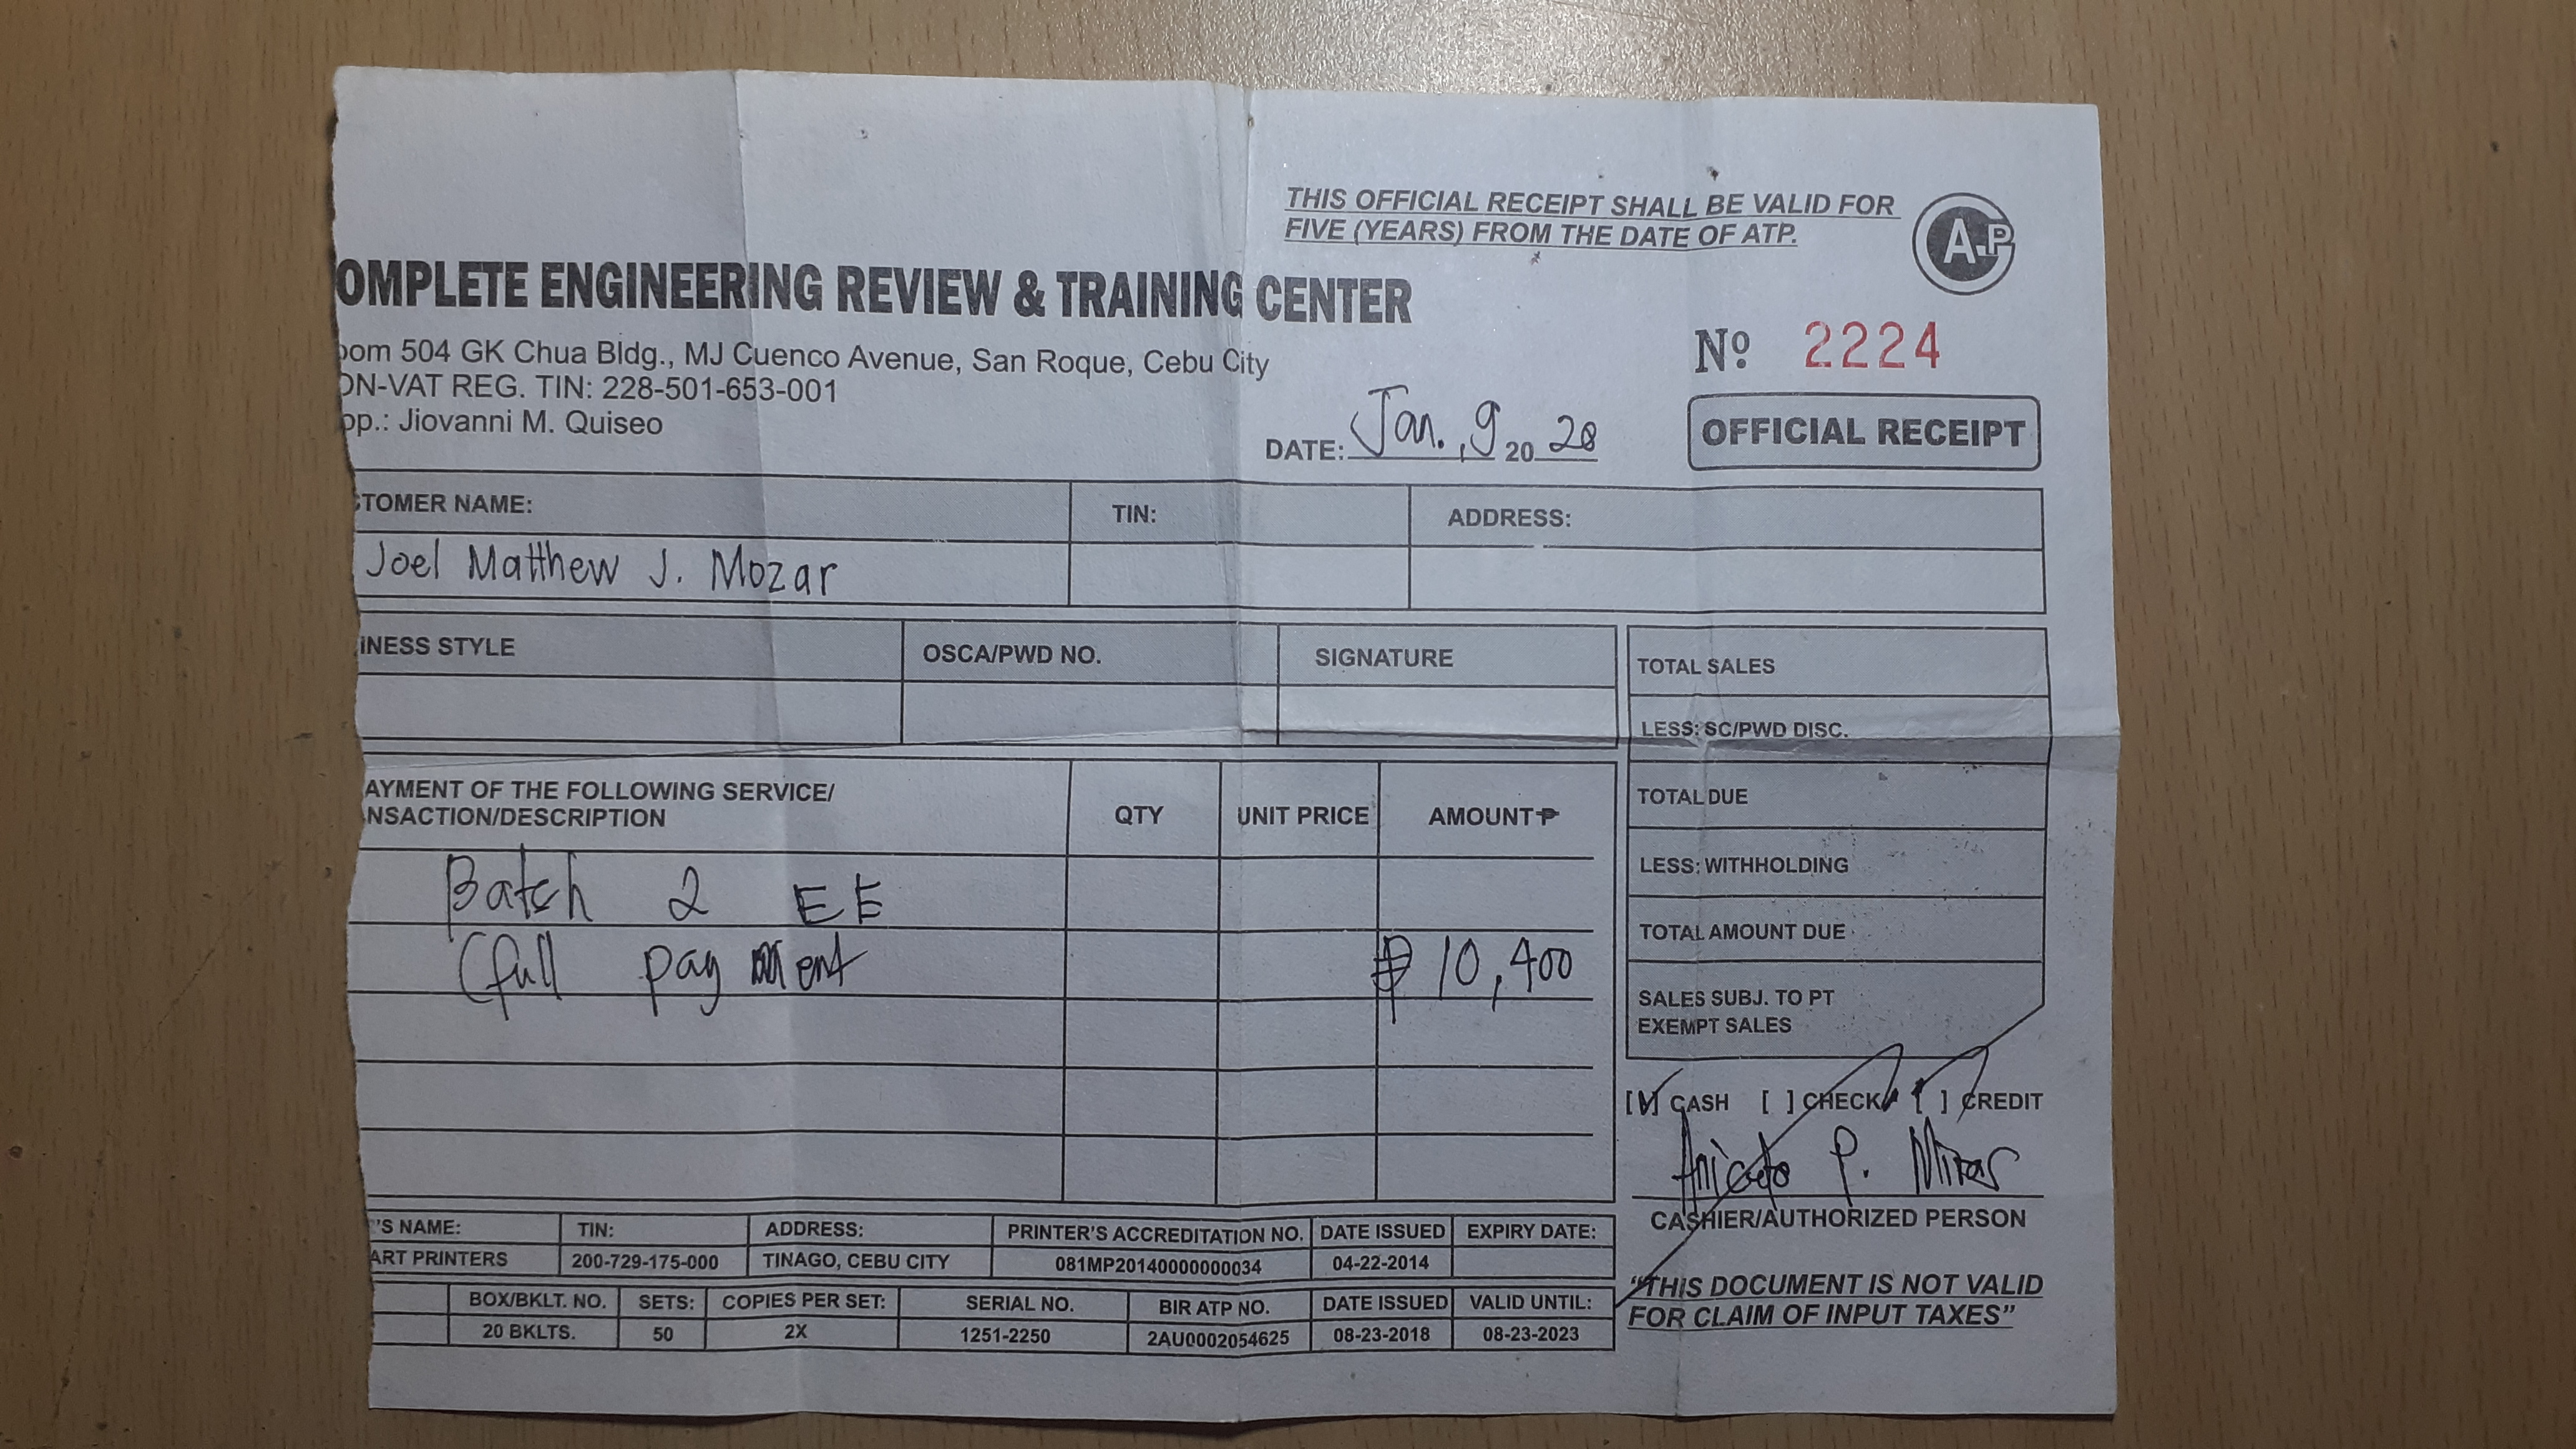 THIS OFFICIAL RECEIPT SHALL BE VALID FOR
FIVE (YEARS) FROM THE DATE OF ATP.
CAP
OMPLETE ENGINEERING REVIEW & TRAINING CENTER
oom 504 GK Chua Bldg., MJ Cuenco Avenue, San Roque, Cebu City
ON-VAT REG. TIN: 228-501-653-001
op.: Jiovanni M. Quiseo
Nº 2224
DATE: Jan. , 9 20 20
OFFICIAL RECEIPT
TOMER NAME: TIN: ADDRESS:
Joel Matthew J. Mozar
INESS STYLE OSCA/PWD NO. SIGNATURE
TOTAL SALES
LESS: SC/PWD DISC.
TOTAL DUE
LESS: WITHHOLDING
TOTAL AMOUNT DUE
SALES SUBJ. TO PT
EXEMPT SALES
AYMENT OF THE FOLLOWING SERVICE/
NSACTION/DESCRIPTION QTY UNIT PRICE AMOUNT ₱
Batch 2 EE
(full payment ₱ 10,400
[✓] CASH [ ] CHECK [ ] CREDIT
Aniceto P.
CASHIER/AUTHORIZED PERSON
'S NAME: TIN: ADDRESS: PRINTER'S ACCREDITATION NO. DATE ISSUED EXPIRY DATE:
ART PRINTERS 200-729-175-000 TINAGO, CEBU CITY 081MP20140000000034 04-22-2014
BOX/BKLT. NO. SETS: COPIES PER SET: SERIAL NO. BIR ATP NO. DATE ISSUED VALID UNTIL:
20 BKLTS. 50 2X 1251-2250 2AU0002054625 08-23-2018 08-23-2023
"THIS DOCUMENT IS NOT VALID
FOR CLAIM OF INPUT TAXES"